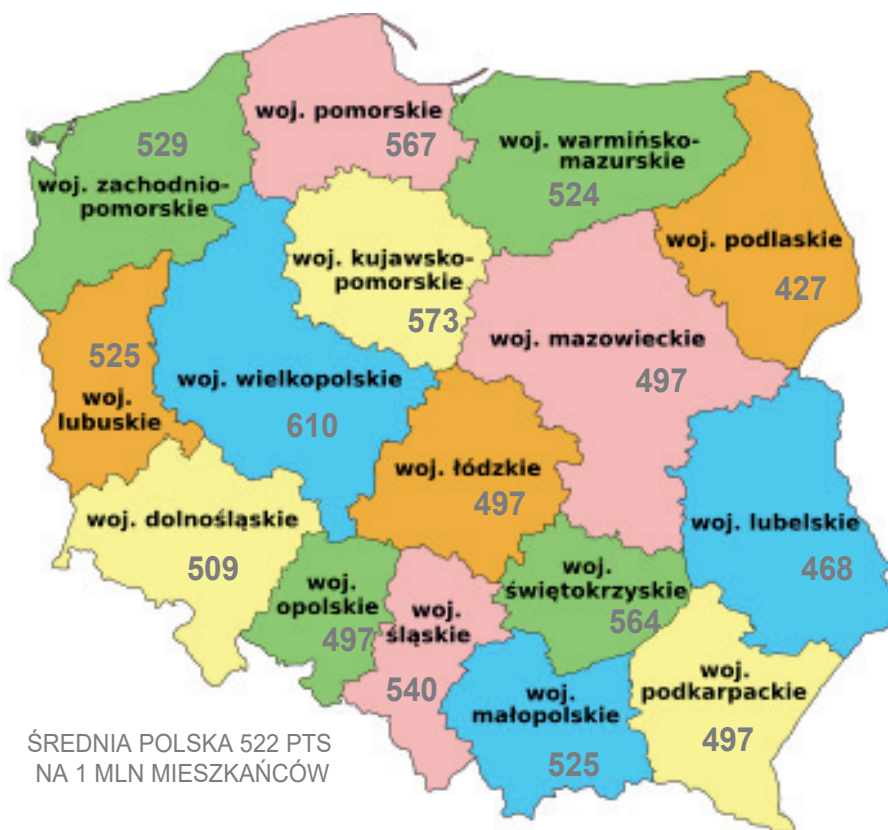 woj. pomorskie
567
529
woj. zachodnio-
pomorskie
woj. warmińsko-
mazurskie
524
woj. podlaskie
427
woj. kujawsko-
pomorskie
573
woj. mazowieckie
497
525
woj.
lubuskie
woj. wielkopolskie
610
woj. łódzkie
497
woj. dolnośląskie
509
woj. lubelskie
468
woj.
opolskie
497
woj.
śląskie
540
woj.
świętokrzyskie
564
woj.
małopolskie
525
woj.
podkarpackie
497
ŚREDNIA POLSKA 522 PTS
NA 1 MLN MIESZKAŃCÓW